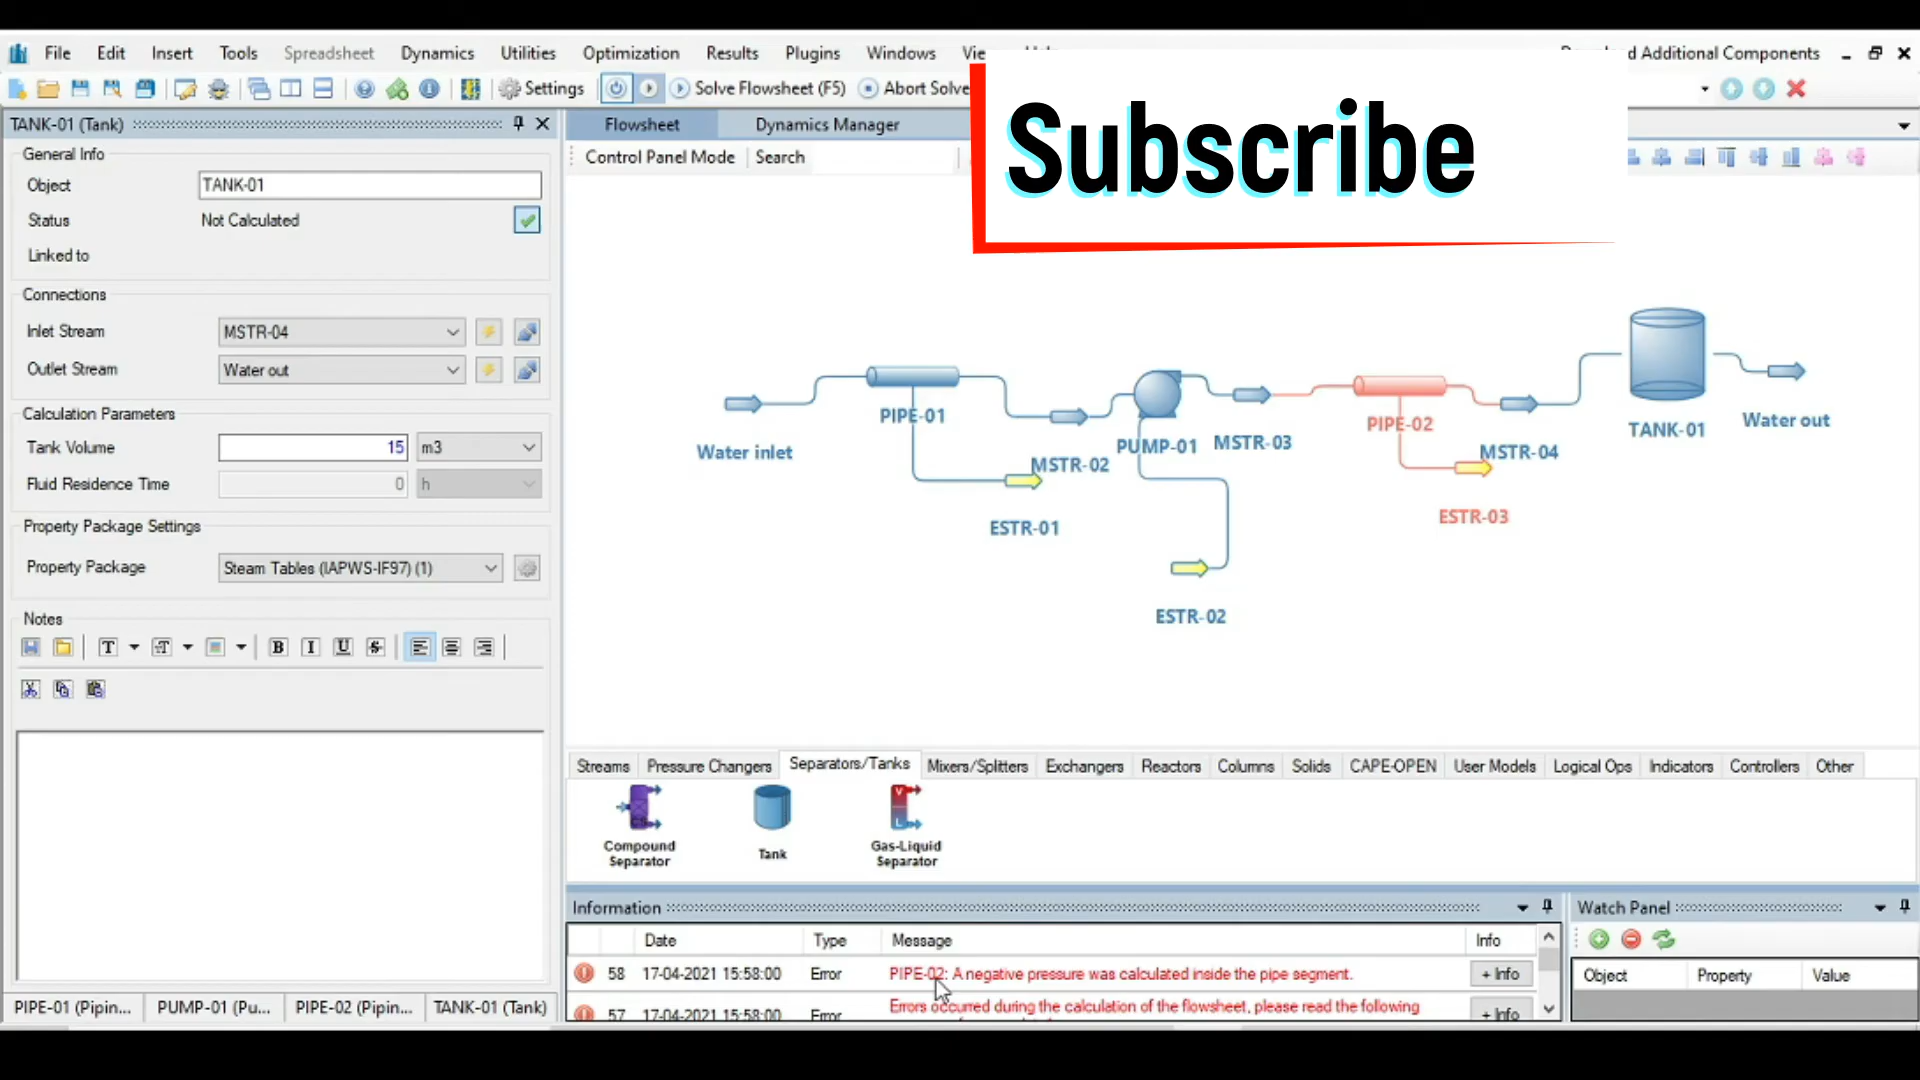 File Edit Insert Tools Spreadsheet Dynamics Utilities Optimization Results Plugins Windows Additional Components
Settings Solve Flowsheet (F5) Abort
Subscribe
TANK-01 (Tank)
General Info
Object TANK-01
Status Not Calculated
Linked to
Connections
Inlet Stream MSTR-04
Outlet Stream Water out
Calculation Parameters
Tank Volume 15 m3
Fluid Residence Time 0 h
Property Package Settings
Property Package Steam Tables (IAPWS-IF97) (1)
Notes
T T B I U S
PIPE-01 (Pipin... PUMP-01 (Pu... PIPE-02 (Pipin... TANK-01 (Tank)
Flowsheet Dynamics Manager
Control Panel Mode Search
Water inlet
PIPE-01
MSTR-02
ESTR-01
PUMP-01
ESTR-02
MSTR-03
PIPE-02
ESTR-03
MSTR-04
TANK-01
Water out
Streams Pressure Changers Separators/Tanks Mixers/Splitters Exchangers Reactors Columns Solids CAPE-OPEN User Models Logical Ops Indicators Controllers Other
Compound Separator
Tank
V
L
Gas-Liquid Separator
Information
Date Type Message Info
58 17-04-2021 15:58:00 Error PIPE-02: A negative pressure was calculated inside the pipe segment. + Info
57 17-04-2021 15:58:00 Error Errors occurred during the calculation of the flowsheet, please read the following + Info
Watch Panel
Object Property Value